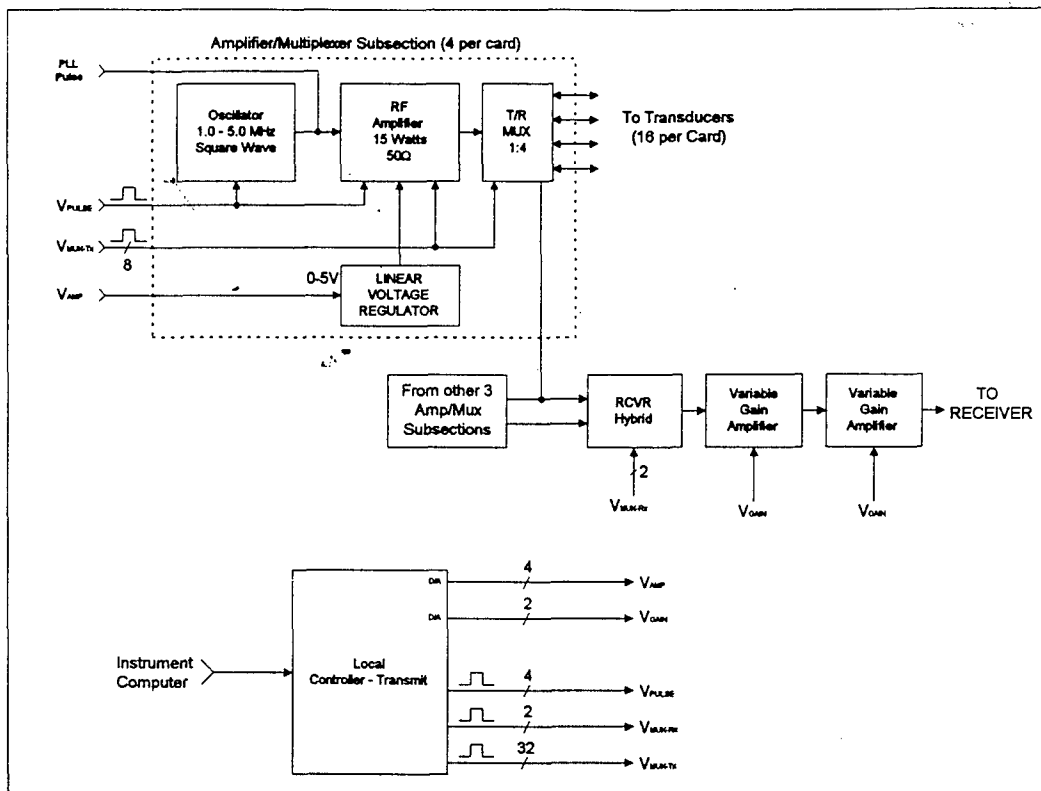 Amplifier/Multiplexer Subsection (4 per card)
PLL
Pulse
Oscillator
1.0 - 5.0 MHz
Square Wave
RF
Amplifier
15 Watts
50Ω
T/R
MUX
1:4
To Transducers
(16 per Card)
VPULSE
VMUX-Tx
8
VAMP
0-5V
LINEAR
VOLTAGE
REGULATOR
From other 3
Amp/Mux
Subsections
RCVR
Hybrid
Variable
Gain
Amplifier
Variable
Gain
Amplifier
TO
RECEIVER
2
VMUX-Rx
VGAIN
VGAIN
Instrument
Computer
Local
Controller - Transmit
D/A
4
VAMP
D/A
2
VGAIN
4
VPULSE
2
VMUX-Rx
32
VMUX-Tx